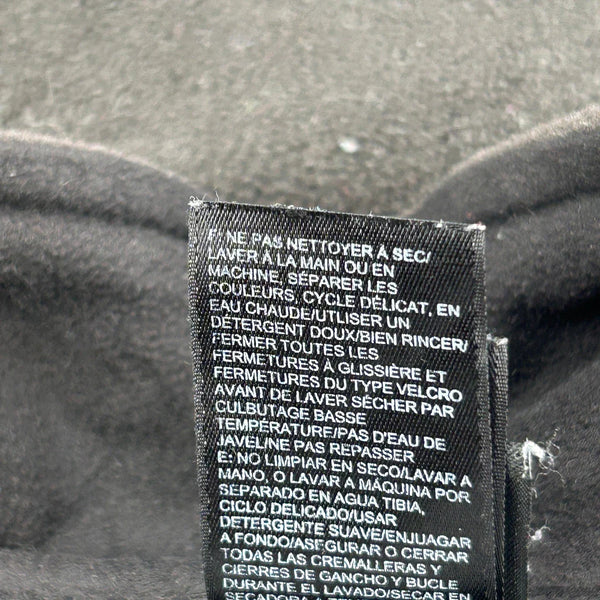 F: NE PAS NETTOYER À SEC/
LAVER À LA MAIN OU EN
MACHINE, SÉPARER LES
COULEURS, CYCLE DÉLICAT, EN
EAU CHAUDE/UTLISER UN
DÉTERGENT DOUX/BIEN RINCER/
FERMER TOUTES LES
FERMETURES À GLISSIÈRE ET
FERMETURES DU TYPE VELCRO
AVANT DE LAVER SÉCHER PAR
CULBUTAGE BASSE
TEMPÉRATURE/PAS D'EAU DE
JAVEL/NE PAS REPASSER
E: NO LIMPIAR EN SECO/LAVAR A
MANO, O LAVAR A MÁQUINA POR
SEPARADO EN AGUA TIBIA,
CICLO DELICADO/USAR
DETERGENTE SUAVE/ENJUAGAR
A FONDO/ASEGURAR O CERRAR
TODAS LAS CREMALLERAS Y
CIERRES DE GANCHO Y BUCLE
DURANTE EL LAVADO/SECAR EN
SECADORA A